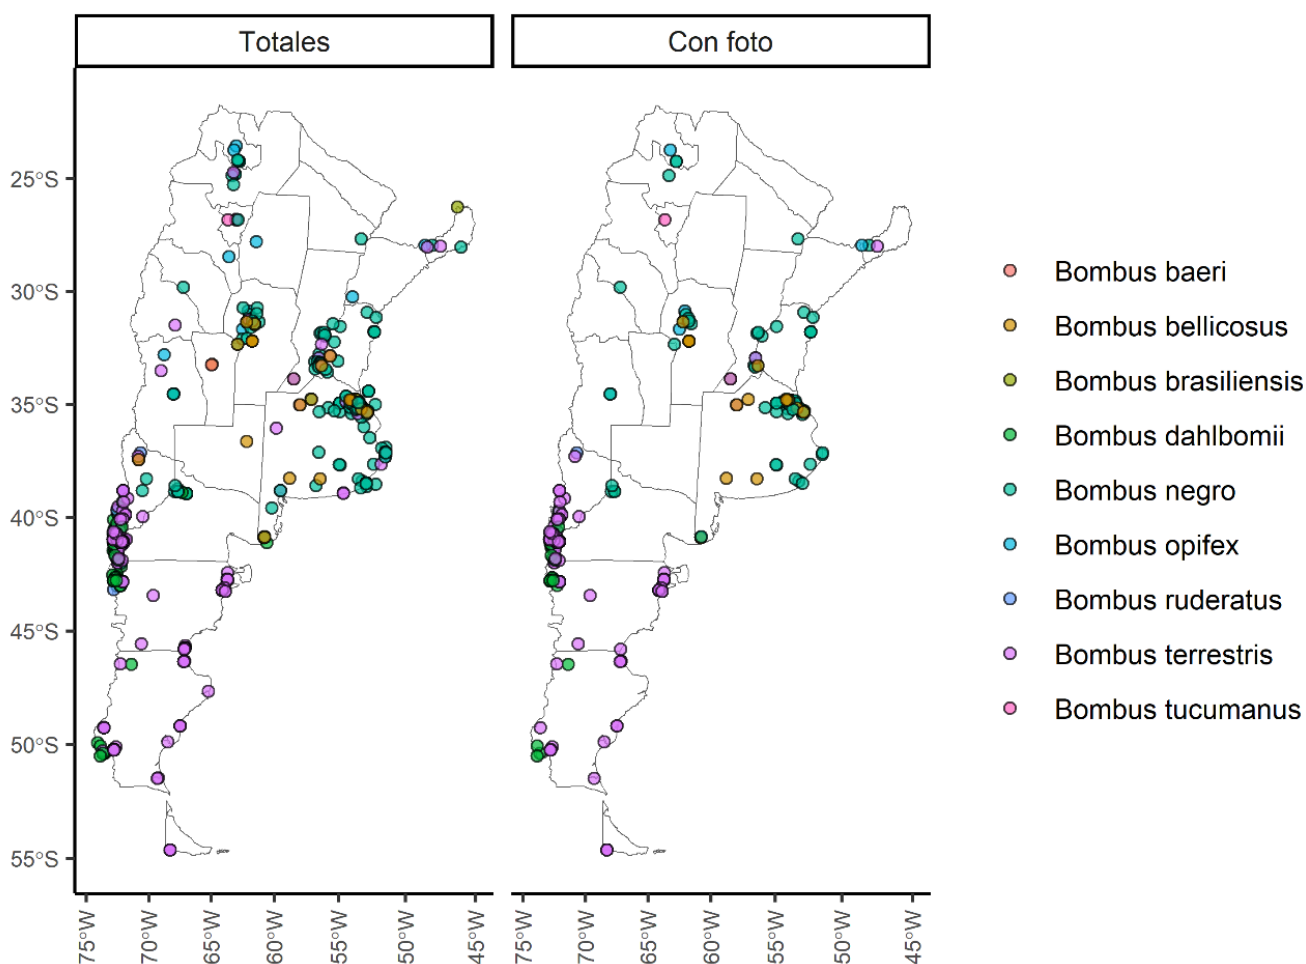 Totales
Con foto
25°S
30°S
35°S
40°S
45°S
50°S
55°S
75°W
70°W
65°W
60°W
55°W
50°W
45°W
75°W
70°W
65°W
60°W
55°W
50°W
45°W
Bombus baeri
Bombus bellicosus
Bombus brasiliensis
Bombus dahlbomii
Bombus negro
Bombus opifex
Bombus ruderatus
Bombus terrestris
Bombus tucumanus